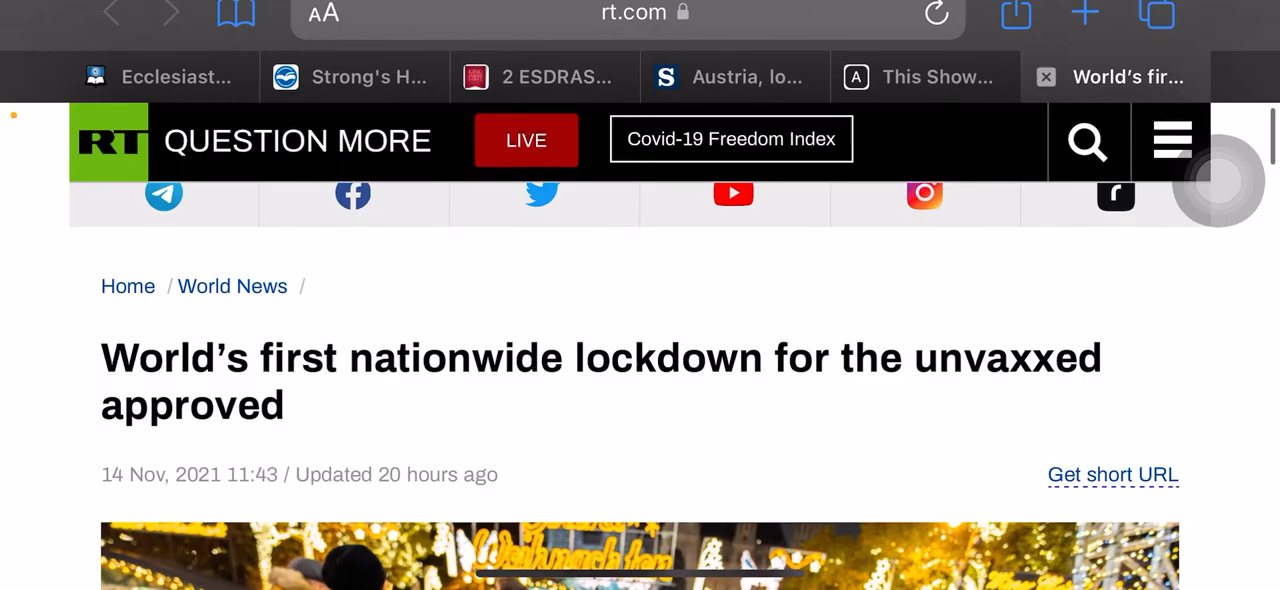 AA
rt.com
Ecclesiast...
Strong's H...
2 ESDRAS...
S
Austria, lo...
A
This Show...
World's fir...
RT QUESTION MORE
LIVE
Covid-19 Freedom Index
Home / World News /
World's first nationwide lockdown for the unvaxxed
approved
14 Nov, 2021 11:43 / Updated 20 hours ago
Get short URL
Weihnachten